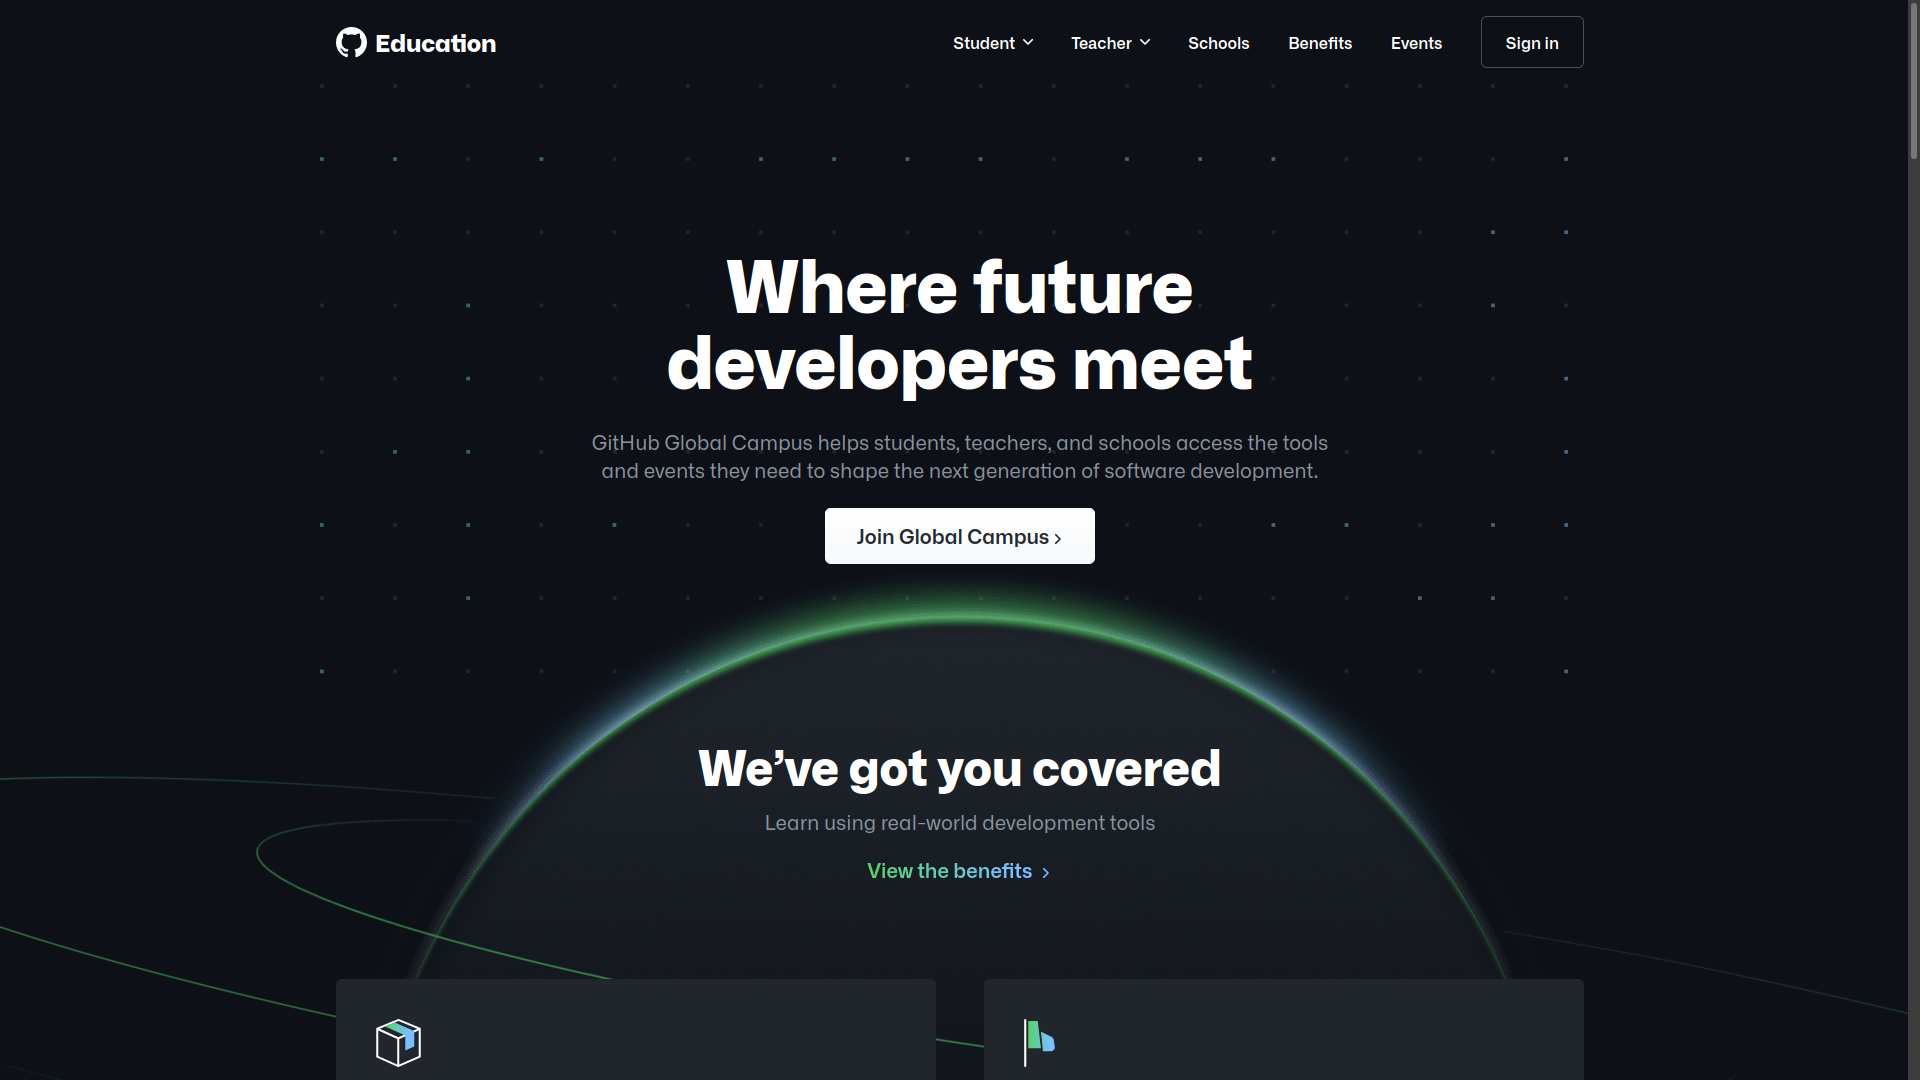 Education
Student
Teacher
Schools
Benefits
Events
Sign in
Where future
developers meet
GitHub Global Campus helps students, teachers, and schools access the tools
and events they need to shape the next generation of software development.
Join Global Campus
We’ve got you covered
Learn using real-world development tools
View the benefits